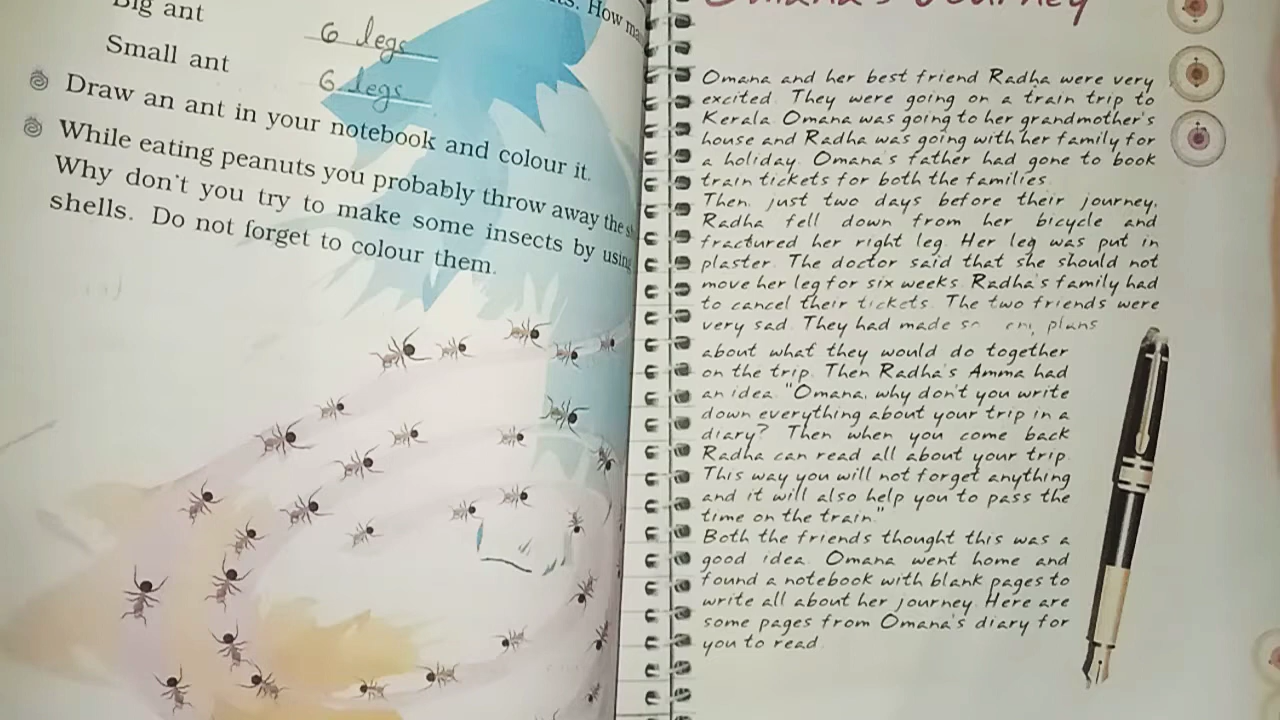 Big ant
6 legs
Small ant
6 legs
Draw an ant in your notebook and colour it.
While eating peanuts you probably throw away the
Why don't you try to make some insects by using
shells. Do not forget to colour them.
How
Omana's Journey
Omana and her best friend Radha were very
excited. They were going on a train trip to
Kerala. Omana was going to her grandmother's
house and Radha was going with her family for
a holiday. Omana's father had gone to book
train tickets for both the families.
Then, just two days before their journey,
Radha fell down from her bicycle and
fractured her right leg. Her leg was put in
plaster. The doctor said that she should not
move her leg for six weeks. Radha's family had
to cancel their tickets. The two friends were
very sad. They had made plans
about what they would do together
on the trip. Then Radha's Amma had
an idea. "Omana, why don't you write
down everything about your trip in a
diary? Then when you come back
Radha can read all about your trip.
This way you will not forget anything
and it will also help you to pass the
time on the train."
Both the friends thought this was a
good idea. Omana went home and
found a notebook with blank pages to
write all about her journey. Here are
some pages from Omana's diary for
you to read.